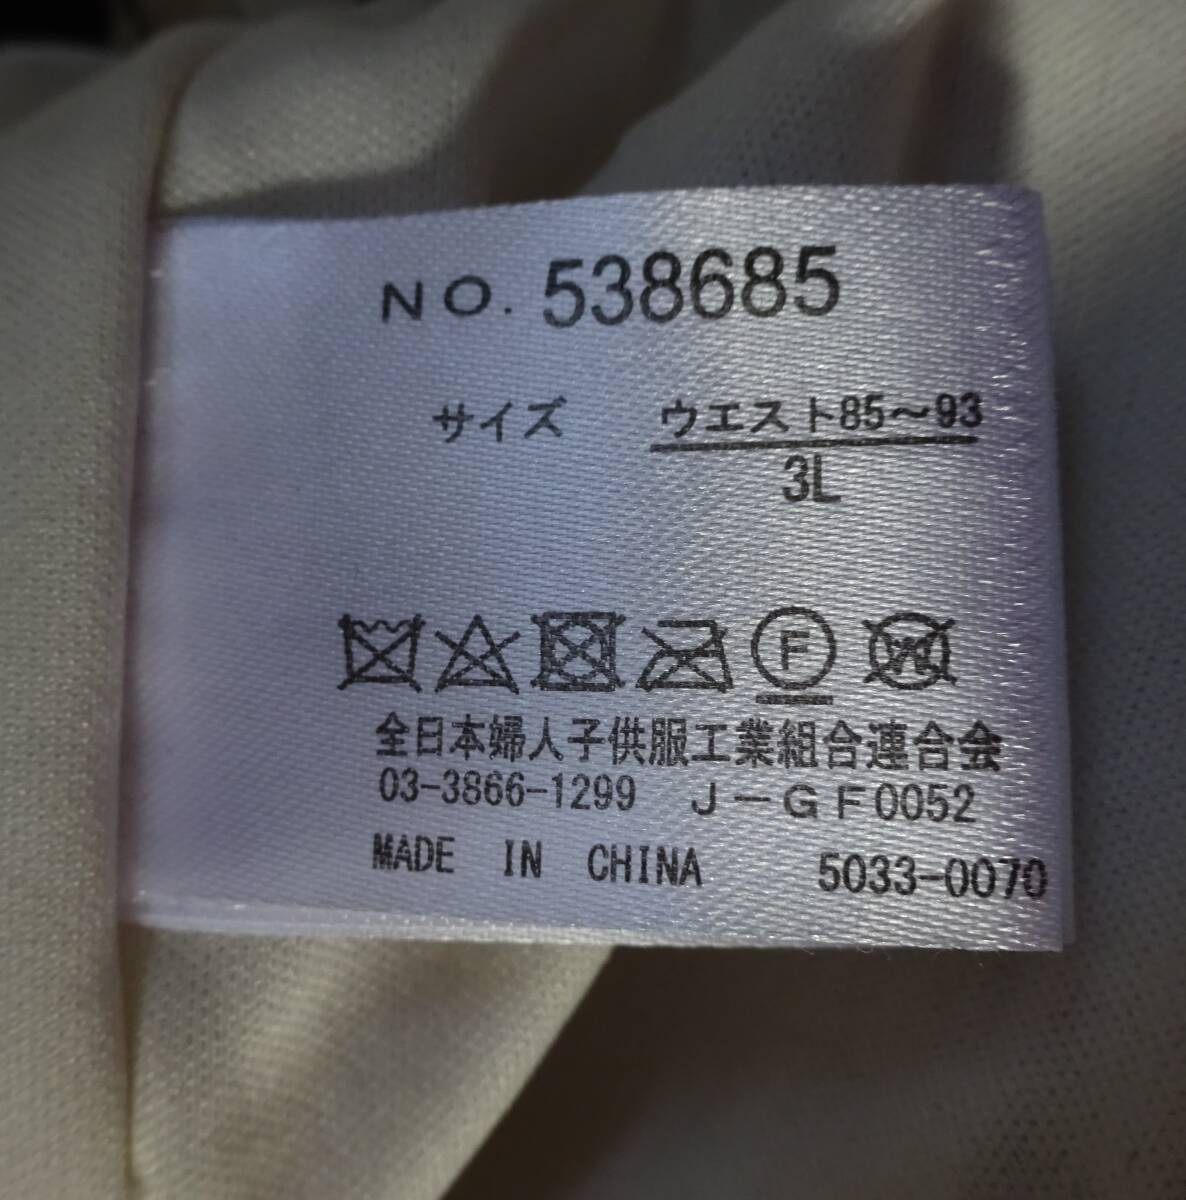 NO. 538685
サイズ ウエスト85～93
3L
F W
全日本婦人子供服工業組合連合会
03-3866-1299 J－GF0052
MADE IN CHINA 5033-0070